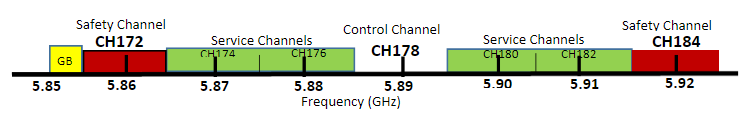 Safety Channel
CH172
Service Channels
Control Channel
CH178
Service Channels
Safety Channel
CH184
GB
CH174
CH176
CH180
CH182
5.85
5.86
5.87
5.88
5.89
5.90
5.91
5.92
Frequency (GHz)